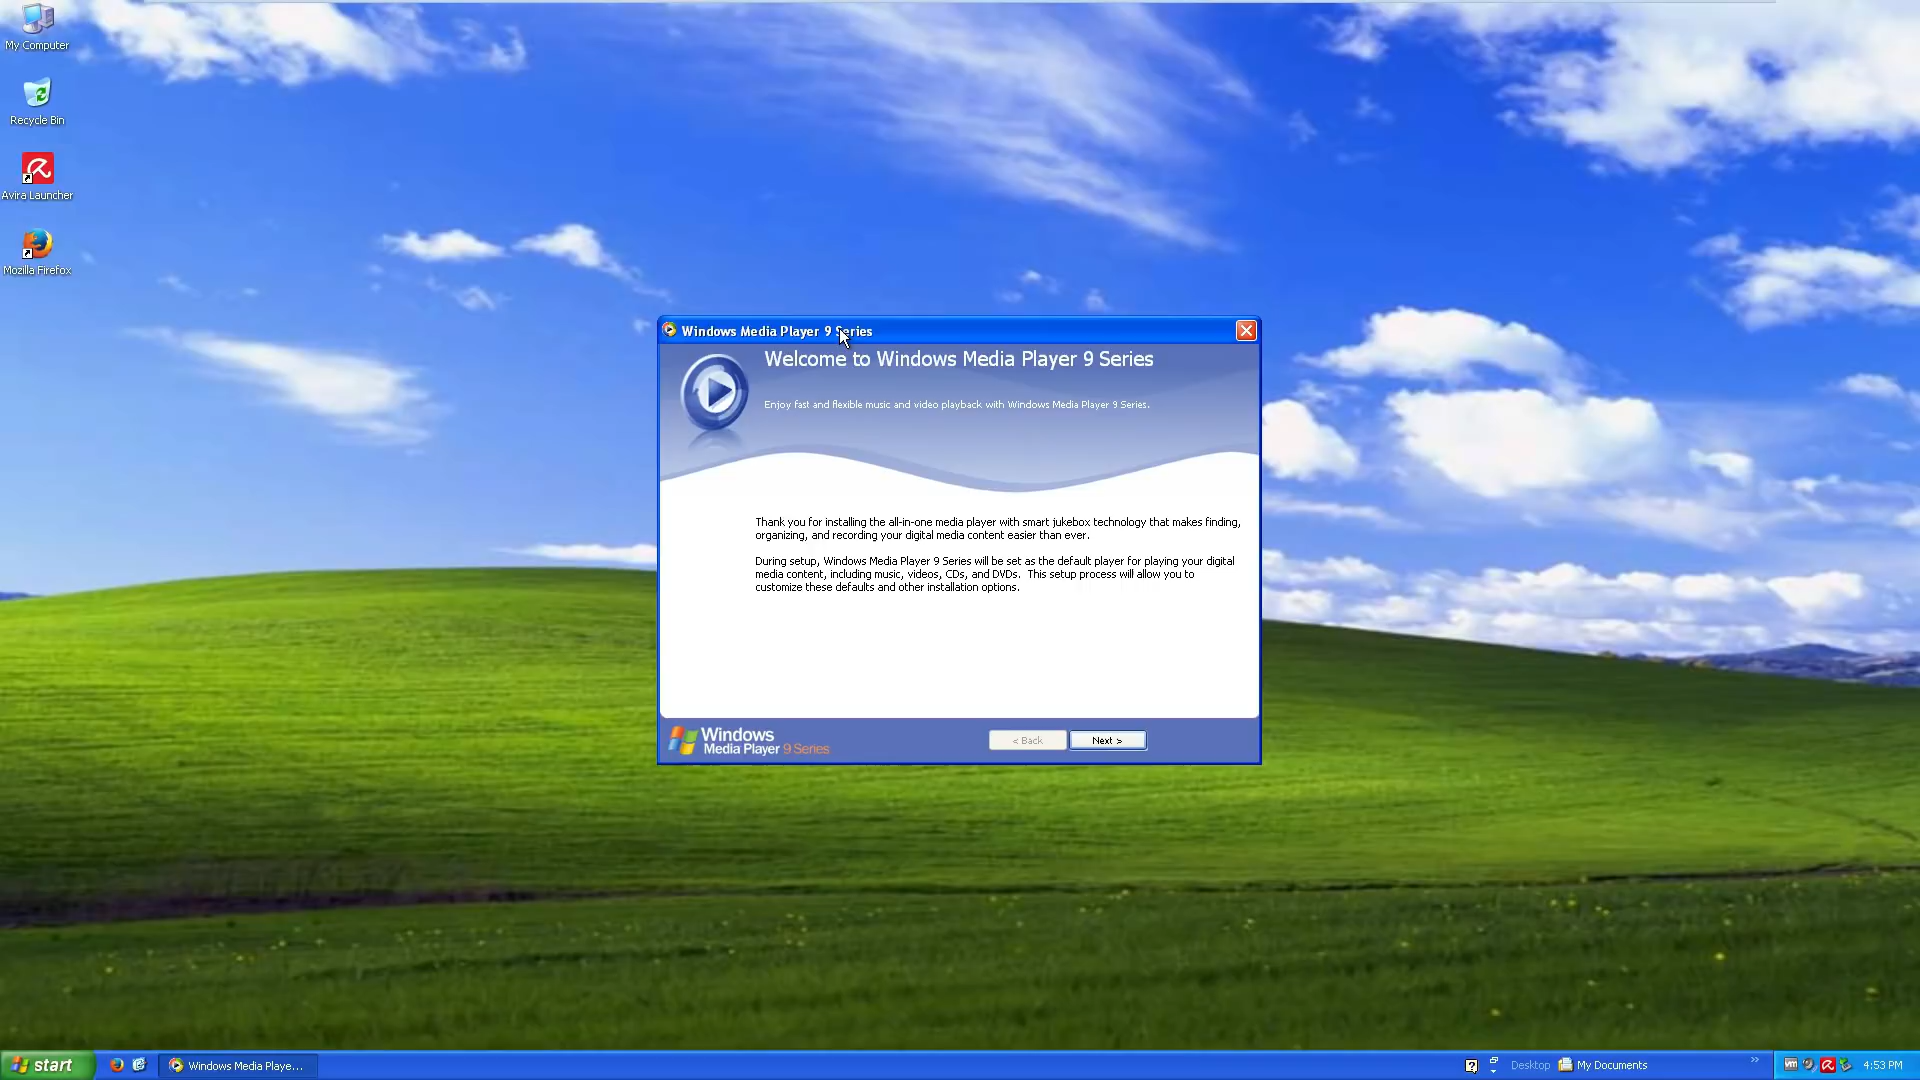 My Computer
Recycle Bin
Avira Launcher
Mozilla Firefox
Windows Media Player 9 Series
Welcome to Windows Media Player 9 Series
Enjoy fast and flexible music and video playback with Windows Media Player 9 Series.
Thank you for installing the all-in-one media player with smart jukebox technology that makes finding,
organizing, and recording your digital media content easier than ever.
During setup, Windows Media Player 9 Series will be set as the default player for playing your digital
media content, including music, videos, CDs, and DVDs.  This setup process will allow you to
customize these defaults and other installation options.
Windows
Media Player 9 Series
< Back
Next >
start
Windows Media Playe...
Desktop
My Documents
4:53 PM